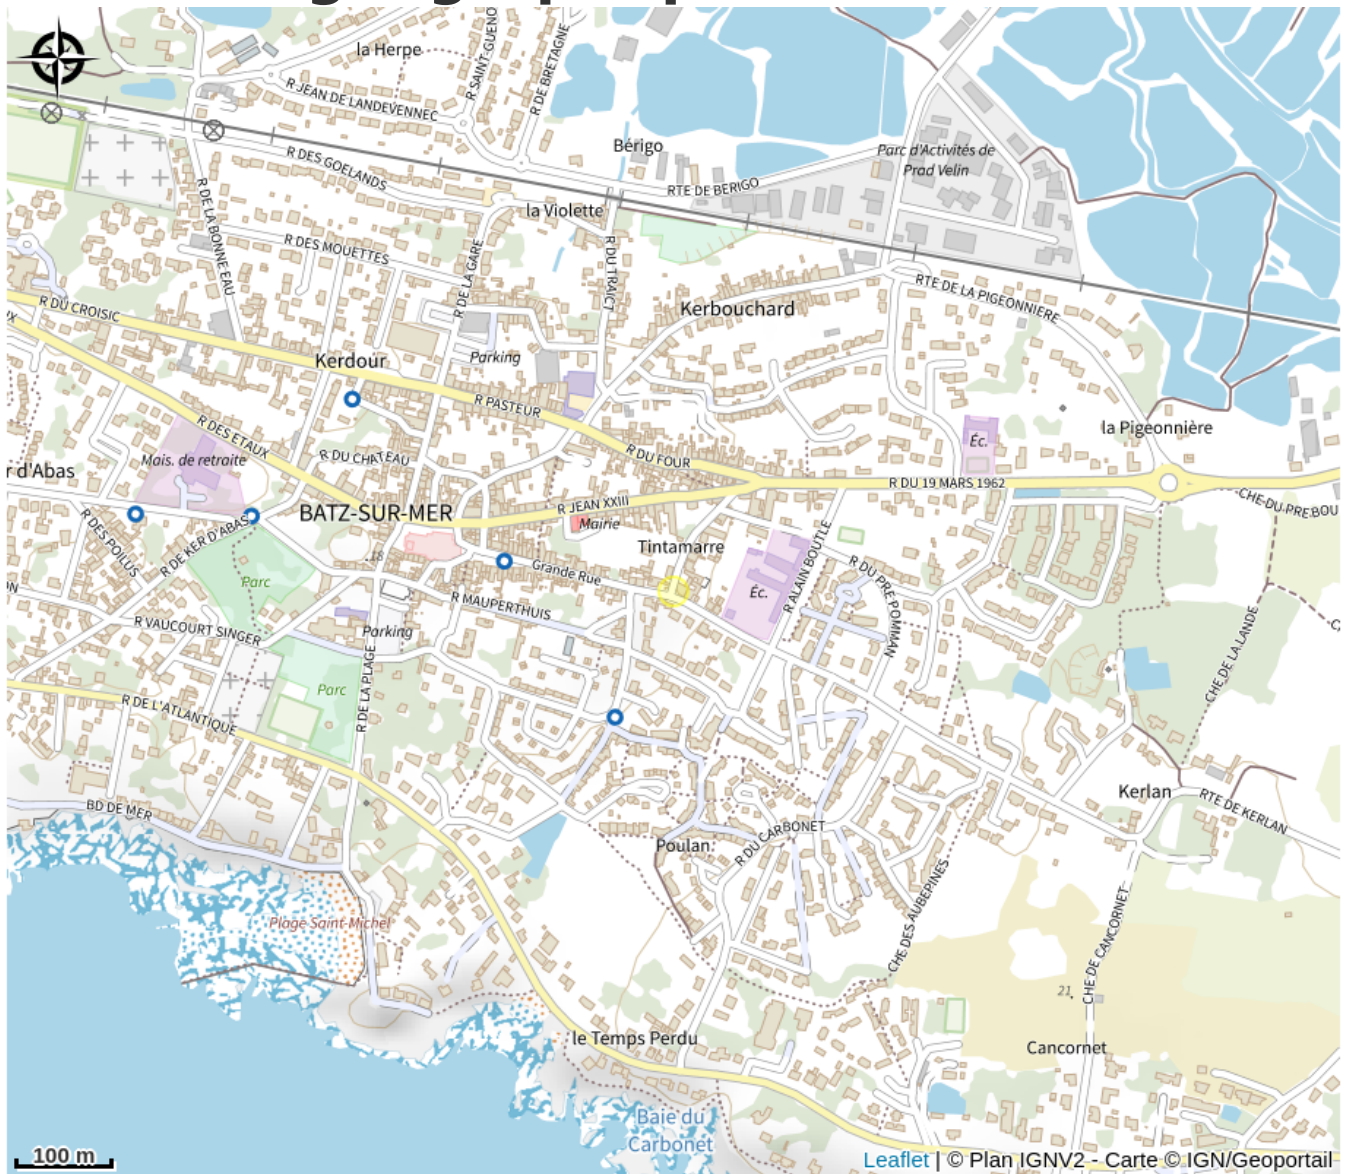 la Herpe
R SAINT-GUENO
R DE BRETAGNE
R JEAN DE LANDEVENNEC
Bérigo
Parc d'Activités de
Prad Velin
R DES GOELANDS
RTE DE BERIGO
R DE LA BONNE EAU
la Violette
R DES MOUETTES
R DE LA GARE
R DU TRAICT
RTE DE LA PIGEONNIERE
Kerbouchard
R DU CROISIC
Kerdour
Parking
R PASTEUR
R DES ETAUX
R DU FOUR
la Pigeonnière
Éc.
Mais. de retraite
R DU CHATEAU
r d'Abas
R DU 19 MARS 1962
CHE DU PRE BOU
BATZ-SUR-MER
R JEAN XXIII
Mairie
R DES POILUS
R DE KER D'ABAS
Tintamarre
18
Grande Rue
R ALAIN BOUTLE
R DU PRE POMMAN
Parc
Éc.
R MAUPERTHUIS
R VAUCOURT SINGER
Parking
CHE DE LA LANDE
Parc
R DE LA PLAGE
R DE L'ATLANTIQUE
Kerlan
RTE DE KERLAN
BD DE MER
R DU CARBONET
Poulan
CHE DES AUBEPINES
CHE DE CANCORNET
Plage Saint-Michel
21
le Temps Perdu
Cancornet
Baie du
Carbonet
100 m
Leaflet | © Plan IGNV2 - Carte © IGN/Geoportail